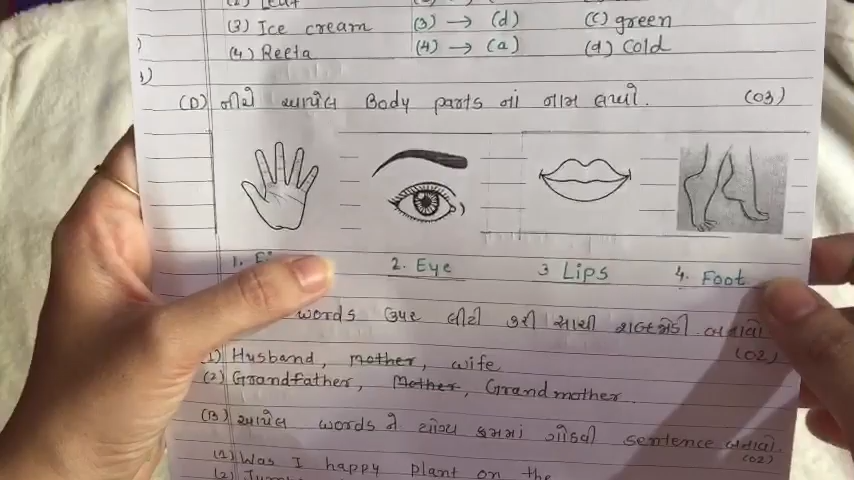 (3) Ice cream (3) → (d) (c) green
(4) Reeta (4) → (a) (d) cold
(D) નીચે આપેલ Body parts નાં નામ લખો. (03)
1. 2. Eye 3 Lips 4. Foot
words ઉપર લીટી કરી સાચી શબ્દજોડી બનાવો
(02)
(1) Husband, mother, wife
(2) Grandfather, Mother, Grandmother.
(B) આપેલ words ને યોગ્ય ક્રમમાં ગોઠવી sentence બનાવો.
(02)
(1) Was I happy plant on the